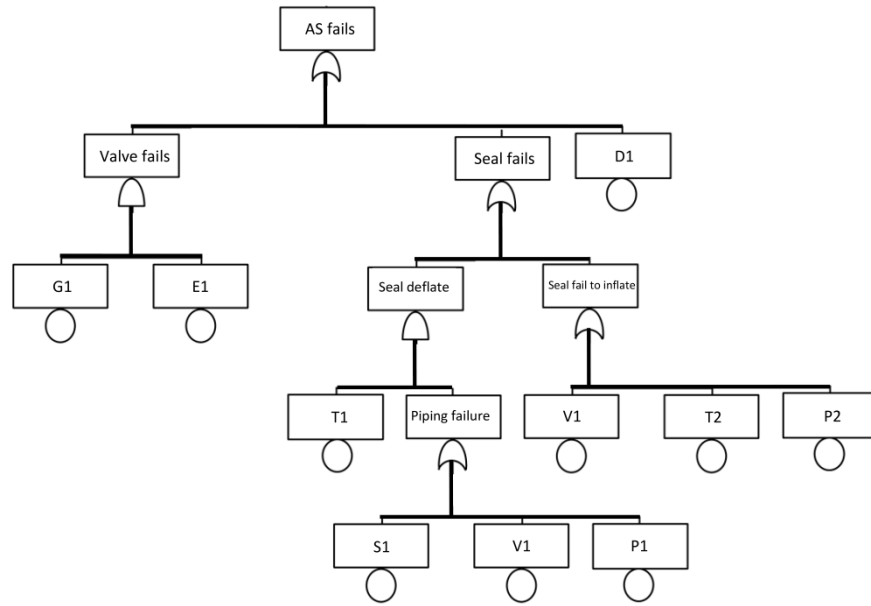 AS fails
Valve fails
Seal fails
D1
G1
E1
Seal deflate
Seal fail to inflate
T1
Piping failure
V1
T2
P2
S1
V1
P1